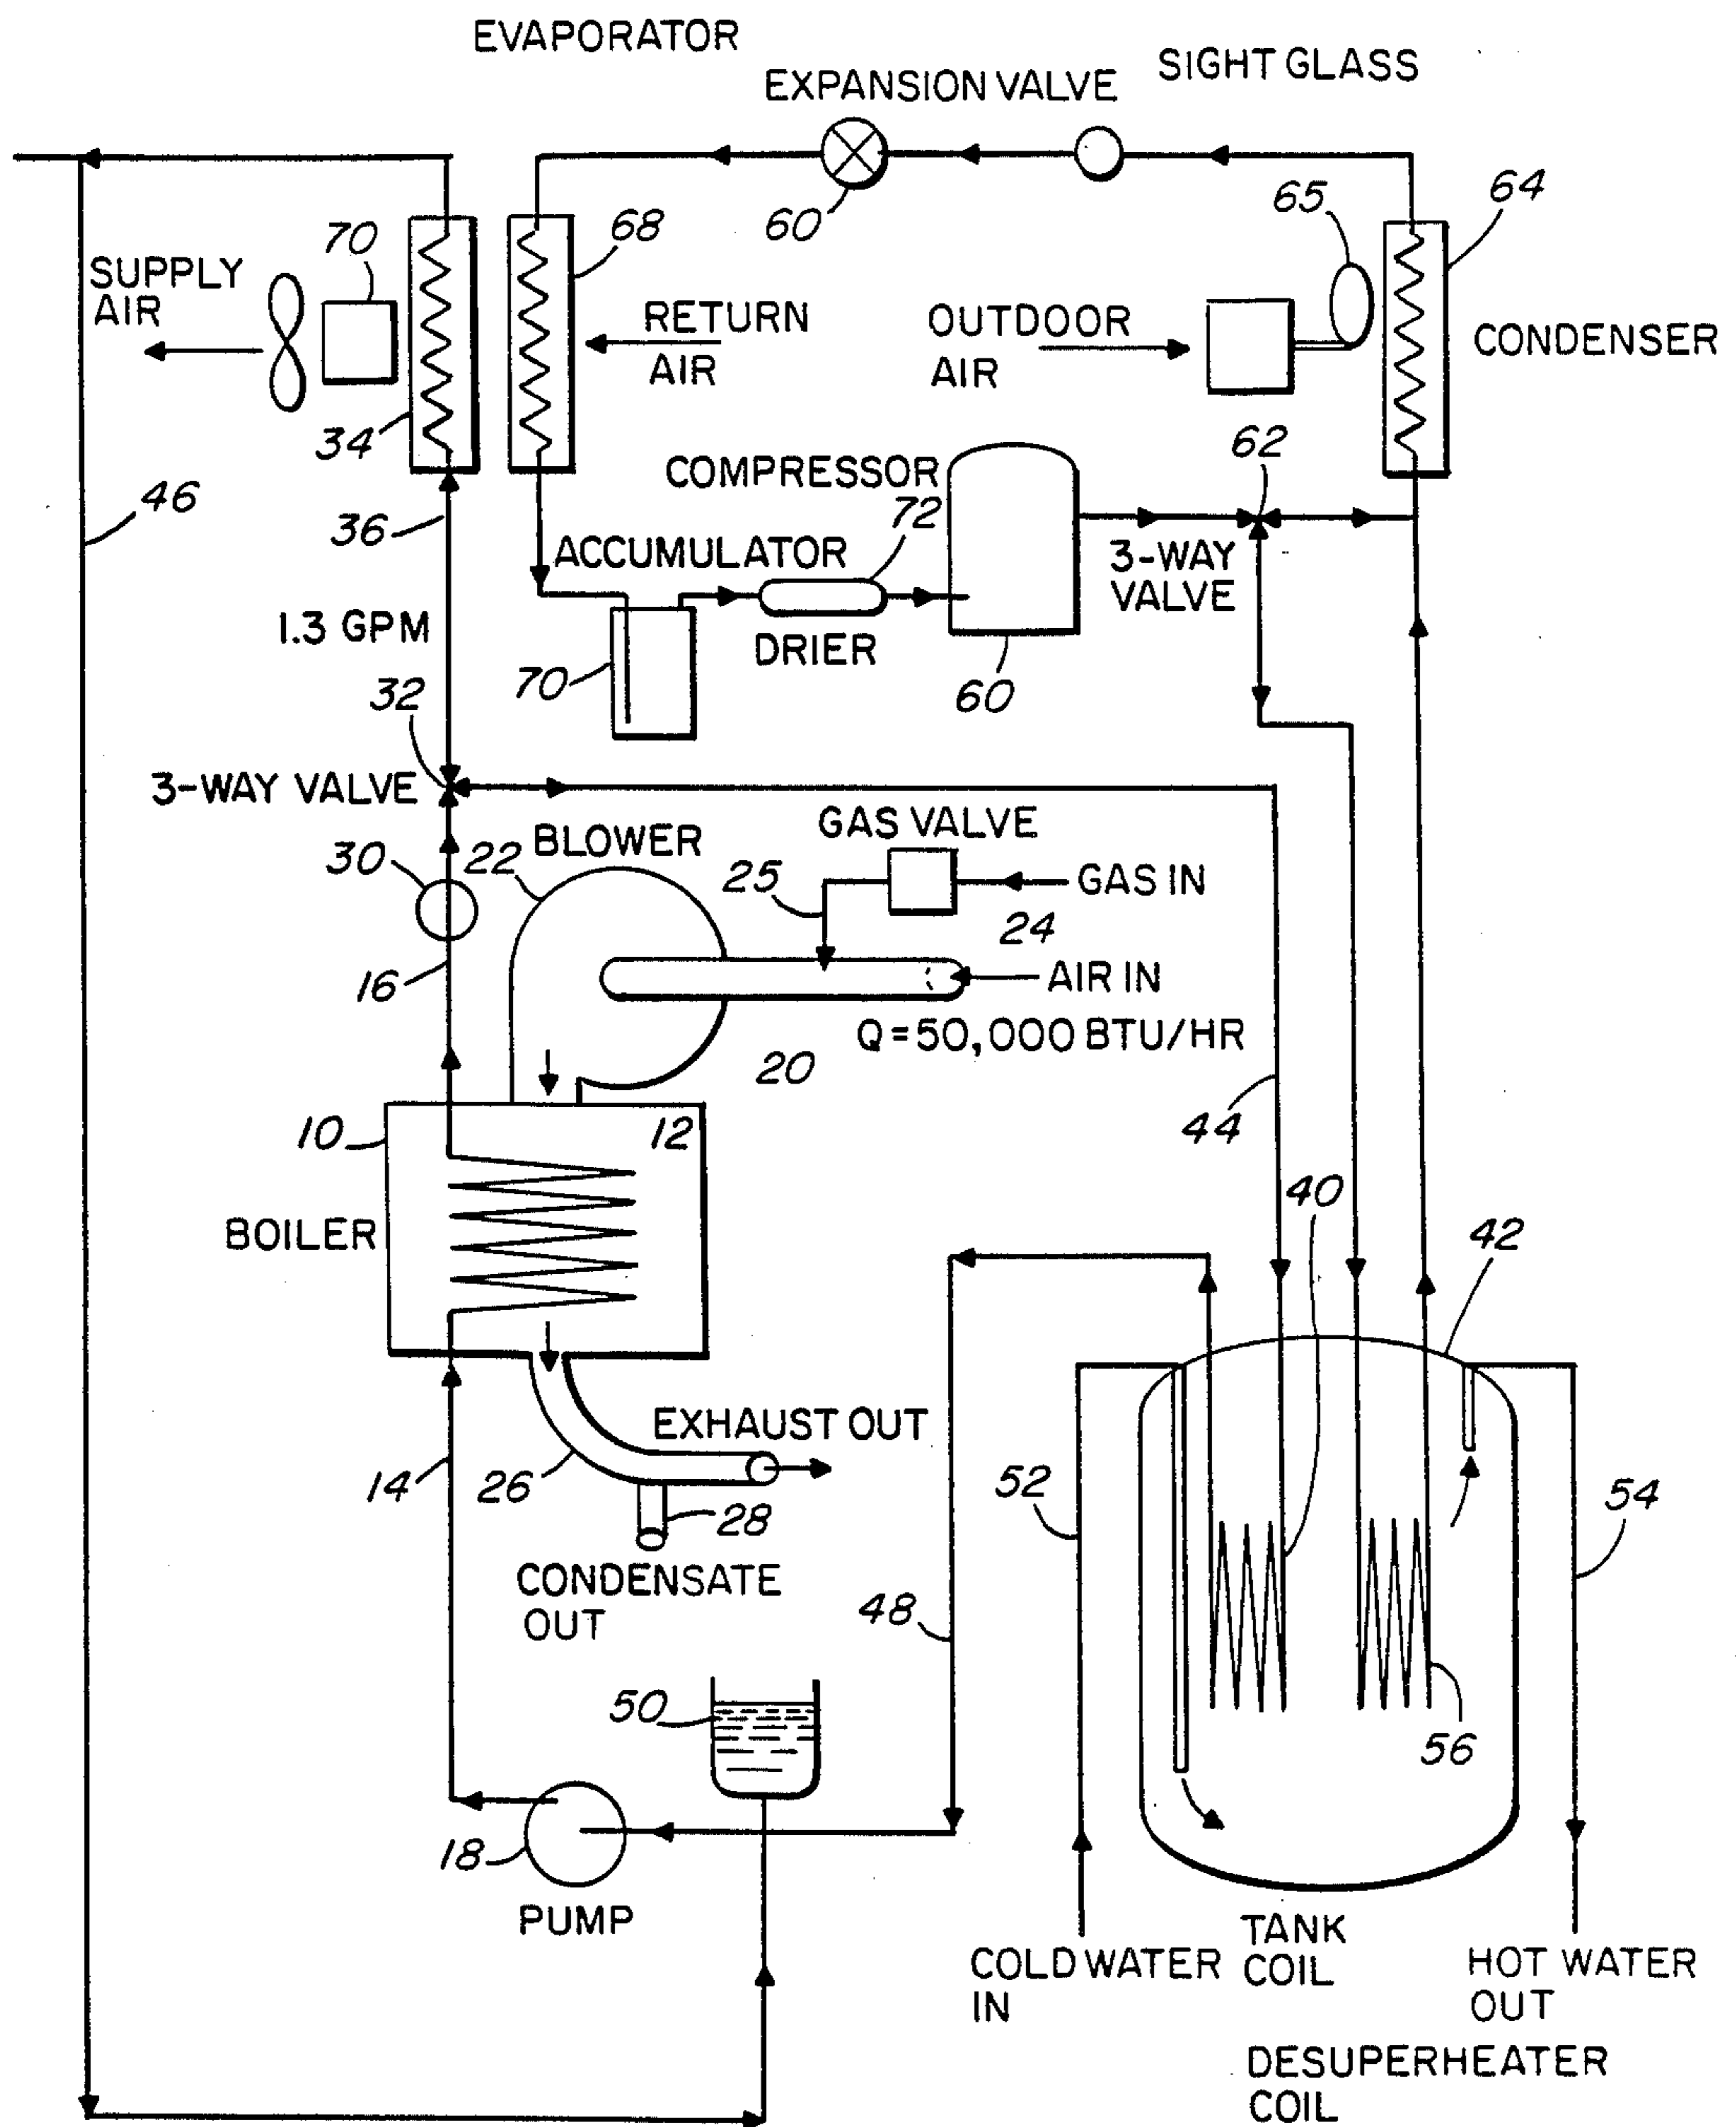 EVAPORATOR
EXPANSION VALVE
SIGHT GLASS
60
65
64
70
68
SUPPLY
AIR
RETURN
AIR
OUTDOOR
AIR
CONDENSER
34
62
COMPRESSOR
46
36
72
ACCUMULATOR
3-WAY
VALVE
1.3 GPM
DRIER
70
60
32
3-WAY VALVE
GAS VALVE
BLOWER
30
22
25
GAS IN
24
16
AIR IN
Q=50,000 BTU/HR
20
10
12
44
40
BOILER
42
EXHAUST OUT
14
26
28
52
54
CONDENSATE
OUT
48
50
56
18
PUMP
COLD WATER
IN
TANK
COIL
HOT WATER
OUT
DESUPERHEATER
COIL